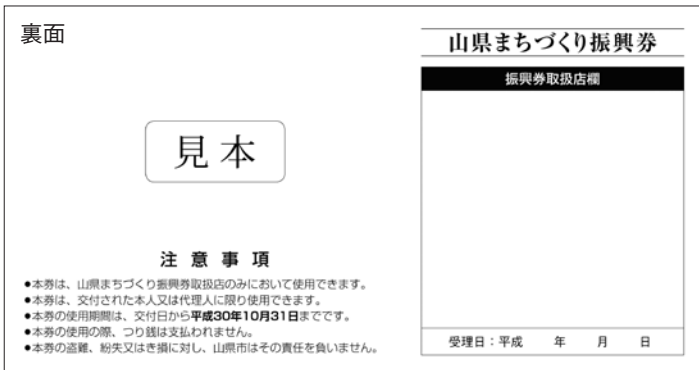 裏面
見本
注意事項
●本券は、山県まちづくり振興券取扱店のみにおいて使用できます。
●本券は、交付された本人又は代理人に限り使用できます。
●本券の使用期間は、交付日から平成30年10月31日までです。
●本券の使用の際、つり銭は支払われません。
●本券の盗難、紛失又はき損に対し、山県市はその責任を負いません。
山県まちづくり振興券
振興券取扱店欄
受理日：平成　年　月　日